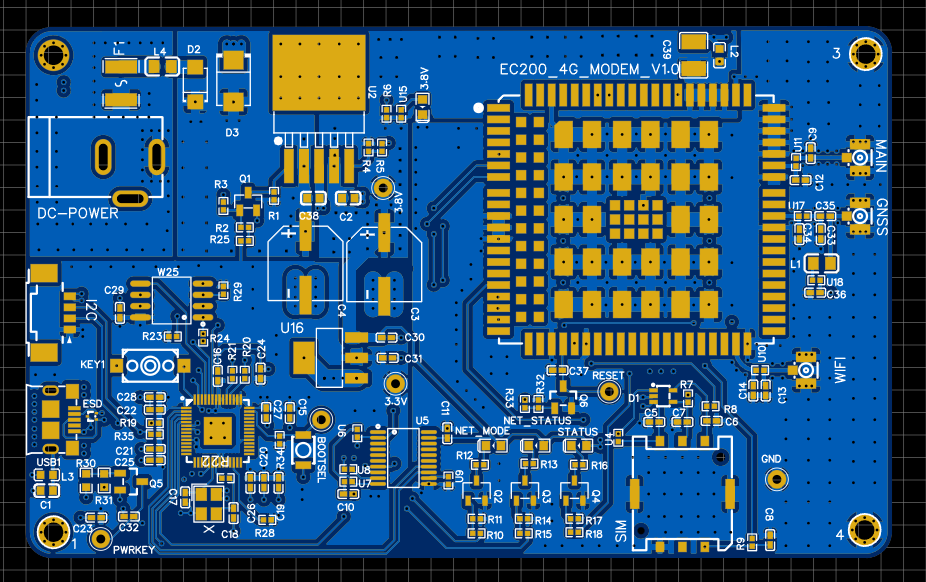 F1
L4
D2
D3
U2
R6
U15
3.8V
C39
L2
EC200_4G_MODEM_V1.0
3
U11
C9
MAIN
C12
R4
R5
DC-POWER
R3
Q1
R1
R2
R25
C38
C2
3.8V
U17
C35
GNSS
C34
C33
L1
U18
C36
I2C
C29
W25
R29
R23
R24
U16
C4
C3
C30
C31
KEY1
C16
R21
R20
C24
3.3V
C37
R33
R32
Q6
RESET
U10
C14
C13
WIFI
D1
R7
C5
C7
R8
C6
ESD
C28
C22
R19
R35
C21
R22
C27
C15
R34
BOOTSEL
U6
U5
C11
NET_MODE
NET_STATUS
STATUS
USB1
L3
C1
R30
C25
R31
Q5
C17
X
C20
C26
C19
R28
C18
U8
U7
C10
U9
R12
R13
R16
Q2
Q3
Q4
R11
R14
R17
R10
R15
R18
SIM
GND
R9
C8
1
C23
C32
PWRKEY
4